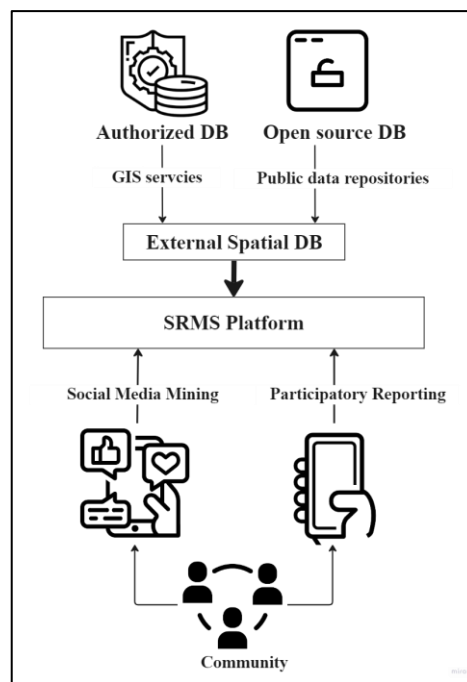 Authorized DB
Open source DB
GIS servcies
Public data repositories
External Spatial DB
SRMS Platform
Social Media Mining
Participatory Reporting
Community